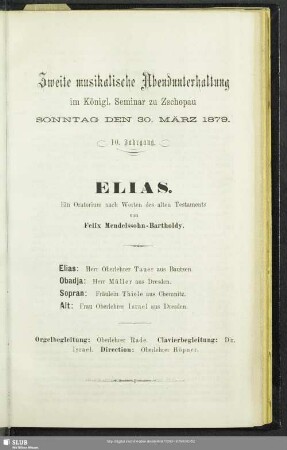 Zweite musikalische Abendunterhaltung
im Königl. Seminar zu Zschopau
SONNTAG DEN 30. MÄRZ 1879.
10. Jahrgang.
ELIAS.
Ein Oratorium nach Worten des alten Testaments
von
Felix Mendelssohn-Bartholdy.
Elias: Herr Oberlehrer Tauer aus Bautzen.
Obadja: Herr Müller aus Dresden.
Sopran: Fräulein Thiele aus Chemnitz.
Alt: Frau Oberlehrer Israel aus Dresden.
Orgelbegleitung: Oberlehrer Rade. Clavierbegleitung: Dr.
Israel. Direction: Oberlehrer Höpner.
SLUB